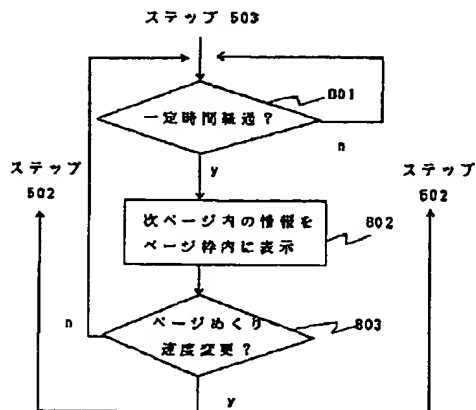 ステップ 503
801
一定時間経過？
n
y
ステップ
502
ステップ
502
次ページ内の情報を
ページ枠内に表示
802
n
ページめくり
速度変更？
803
y